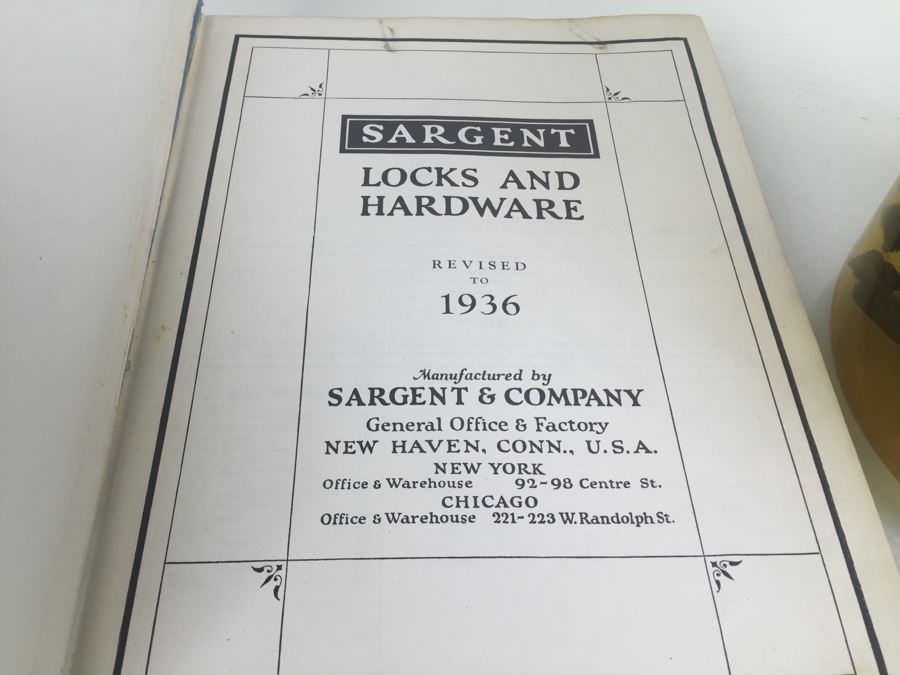 SARGENT
LOCKS AND
HARDWARE
REVISED
TO
1936
Manufactured by
SARGENT & COMPANY
General Office & Factory
NEW HAVEN, CONN., U.S.A.
NEW YORK
Office & Warehouse 92-98 Centre St.
CHICAGO
Office & Warehouse 221-223 W. Randolph St.